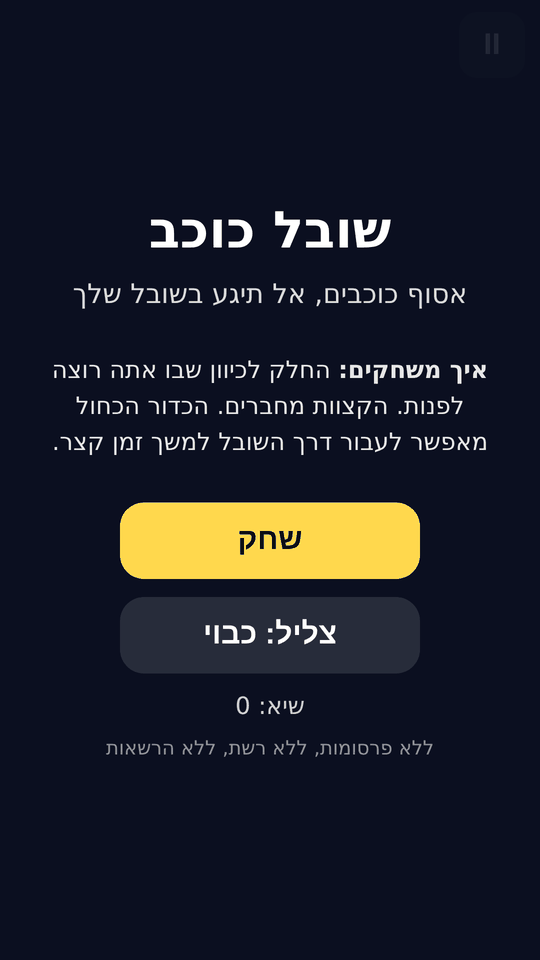 שובל כוכב
אסוף כוכבים, אל תיגע בשובל שלך
איך משחקים: החלק לכיוון שבו אתה רוצה
לפנות. הקצוות מחברים. הכדור הכחול
מאפשר לעבור דרך השובל למשך זמן קצר.
שחק
צליל: כבוי
שיא: 0
ללא פרסומות, ללא רשת, ללא הרשאות